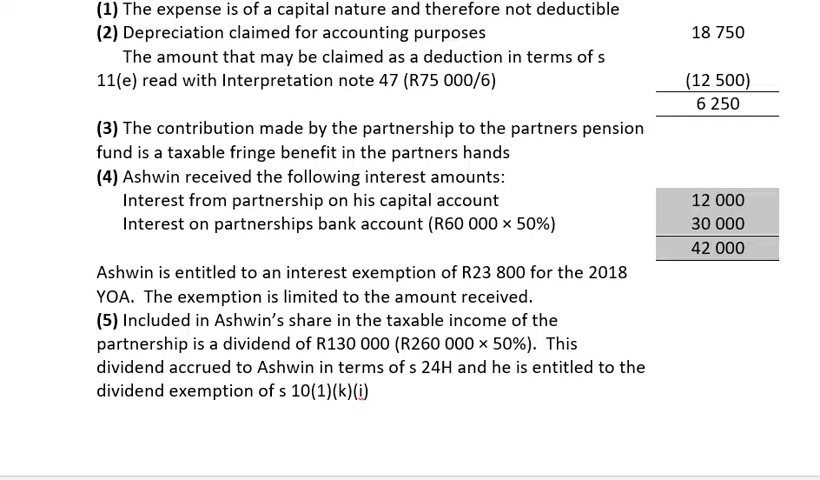 (1) The expense is of a capital nature and therefore not deductible
(2) Depreciation claimed for accounting purposes 18 750
The amount that may be claimed as a deduction in terms of s
11(e) read with Interpretation note 47 (R75 000/6) (12 500)
6 250
(3) The contribution made by the partnership to the partners pension
fund is a taxable fringe benefit in the partners hands
(4) Ashwin received the following interest amounts:
Interest from partnership on his capital account 12 000
Interest on partnerships bank account (R60 000 × 50%) 30 000
42 000
Ashwin is entitled to an interest exemption of R23 800 for the 2018
YOA. The exemption is limited to the amount received.
(5) Included in Ashwin’s share in the taxable income of the
partnership is a dividend of R130 000 (R260 000 × 50%). This
dividend accrued to Ashwin in terms of s 24H and he is entitled to the
dividend exemption of s 10(1)(k)(i)